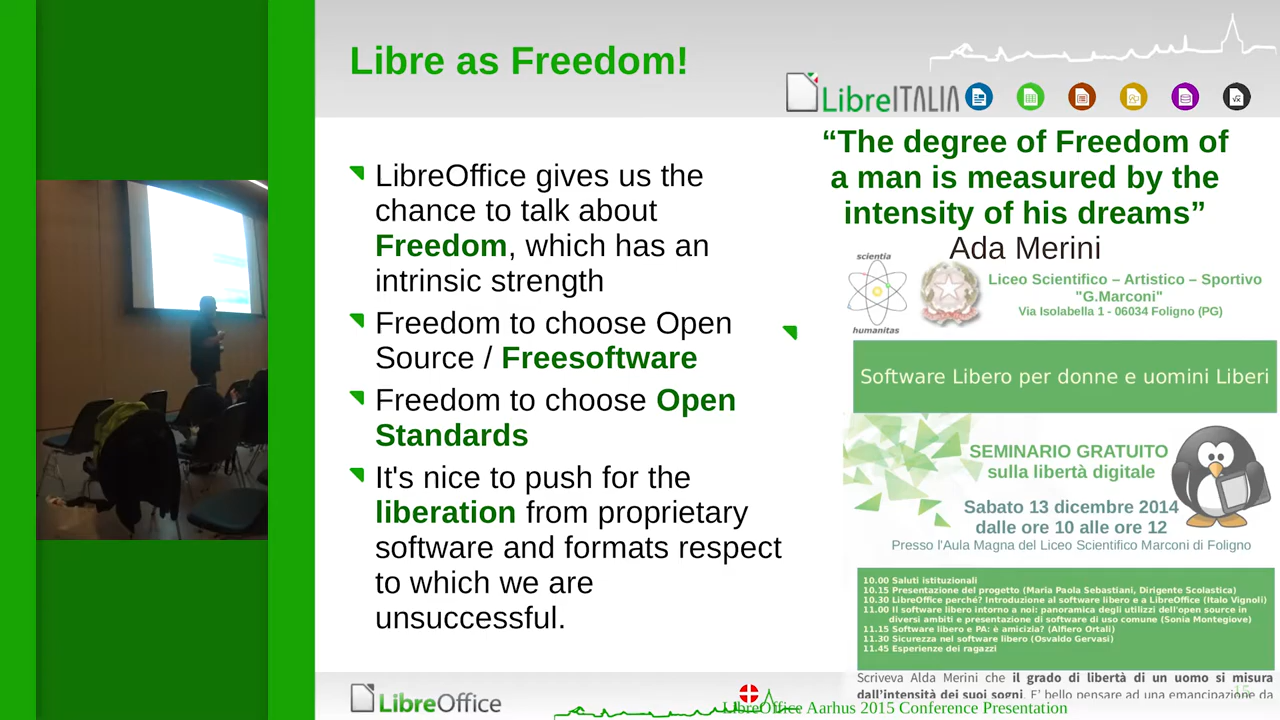 Libre as Freedom!
LibreITALIA
LibreOffice gives us the
chance to talk about
Freedom, which has an
intrinsic strength
Freedom to choose Open
Source / Freesoftware
Freedom to choose Open
Standards
It's nice to push for the
liberation from proprietary
software and formats respect
to which we are
unsuccessful.
“The degree of Freedom of
a man is measured by the
intensity of his dreams”
Ada Merini
scientia
humanitas
Liceo Scientifico – Artistico – Sportivo
"G.Marconi"
Via Isolabella 1 - 06034 Foligno (PG)
Software Libero per donne e uomini Liberi
SEMINARIO GRATUITO
sulla libertà digitale
Sabato 13 dicembre 2014
dalle ore 10 alle ore 12
Presso l'Aula Magna del Liceo Scientifico Marconi di Foligno
10.00 Saluti istituzionali
10.15 Presentazione del progetto (Maria Paola Sebastiani, Dirigente Scolastica)
10.30 LibreOffice perché? Introduzione al software libero e a LibreOffice (Italo Vignoli)
11.00 Il software libero intorno a noi: panoramica degli utilizzi dell'open source in
diversi ambiti e presentazione di software di uso comune (Sonia Montegiove)
11.15 Software libero e PA: è amicizia? (Alfiero Ortali)
11.30 Sicurezza nel software libero (Osvaldo Gervasi)
11.45 Esperienze dei ragazzi
Scriveva Alda Merini che il grado di libertà di un uomo si misura
dall'intensità dei suoi sogni. E' bello pensare ad una emancipazione da
15
LibreOffice
LibreOffice Aarhus 2015 Conference Presentation